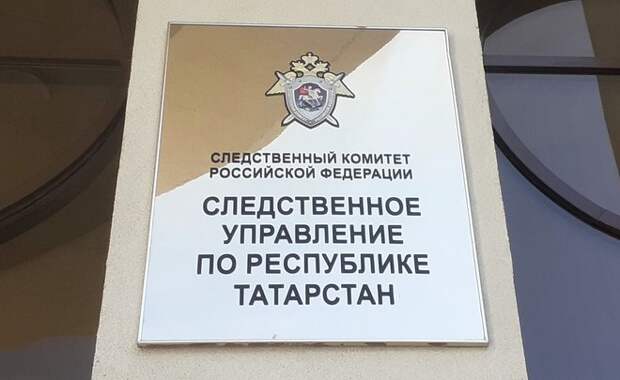 СЛЕДСТВЕННЫЙ КОМИТЕТ
РОССИЙСКОЙ ФЕДЕРАЦИИ
СЛЕДСТВЕННОЕ
УПРАВЛЕНИЕ
ПО РЕСПУБЛИКЕ
ТАТАРСТАН